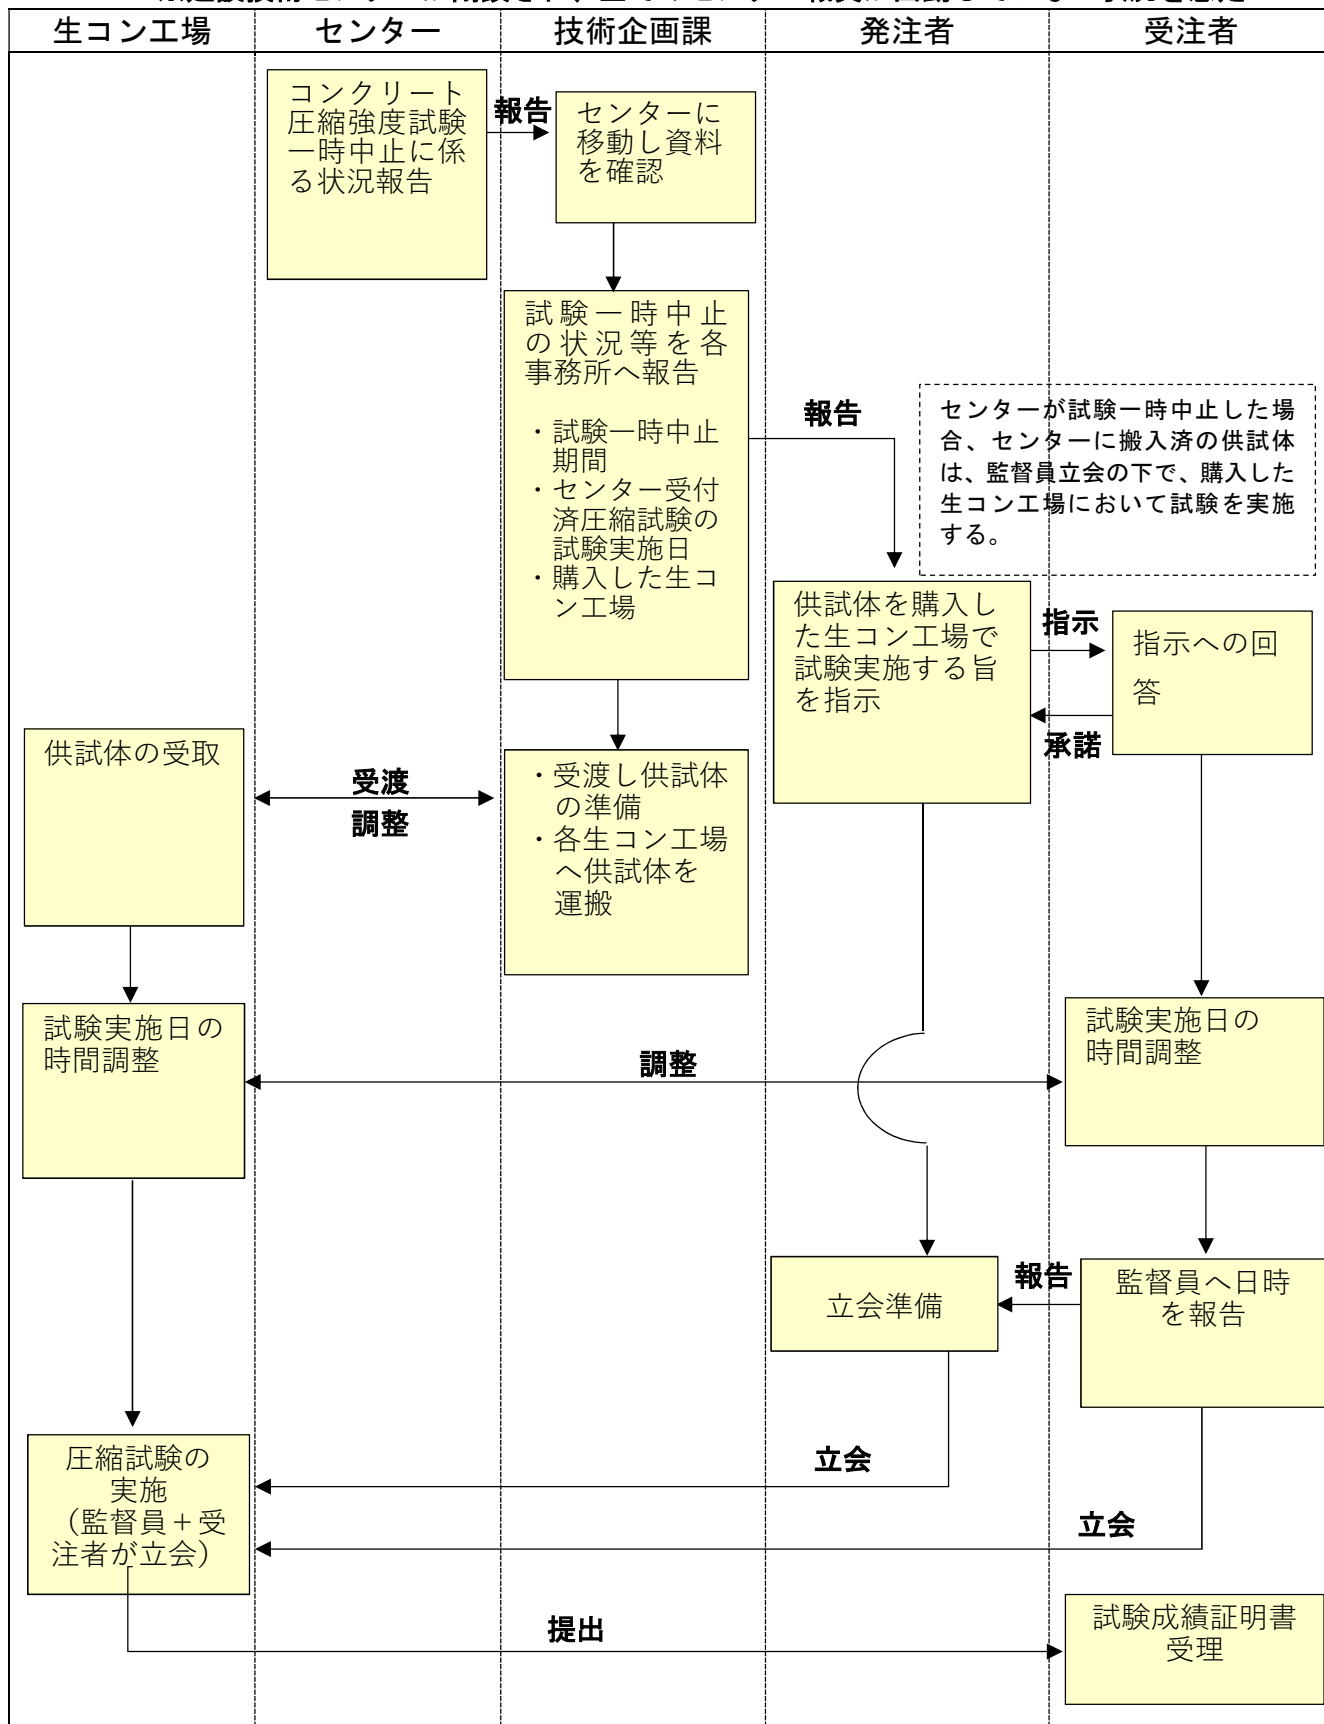 生コン工場
センター
技術企画課
発注者
受注者
コンクリート
圧縮強度試験
一時中止に係
る状況報告
報告
センターに
移動し資料
を確認
試験一時中止
の状況等を各
事務所へ報告
・試験一時中止
期間
・センター受付
済圧縮試験の
試験実施日
・購入した生コ
ン工場
報告
センターが試験一時中止した場
合、センターに搬入済の供試体
は、監督員立会の下で、購入した
生コン工場において試験を実施
する。
供試体を購入し
た生コン工場で
試験実施する旨
を指示
指示
指示への回
答
承諾
供試体の受取
受渡
調整
・受渡し供試体
の準備
・各生コン工場
へ供試体を
運搬
試験実施日の
時間調整
調整
試験実施日の
時間調整
立会準備
報告
監督員へ日時
を報告
圧縮試験の
実施
（監督員＋受
注者が立会）
立会
立会
提出
試験成績証明書
受理